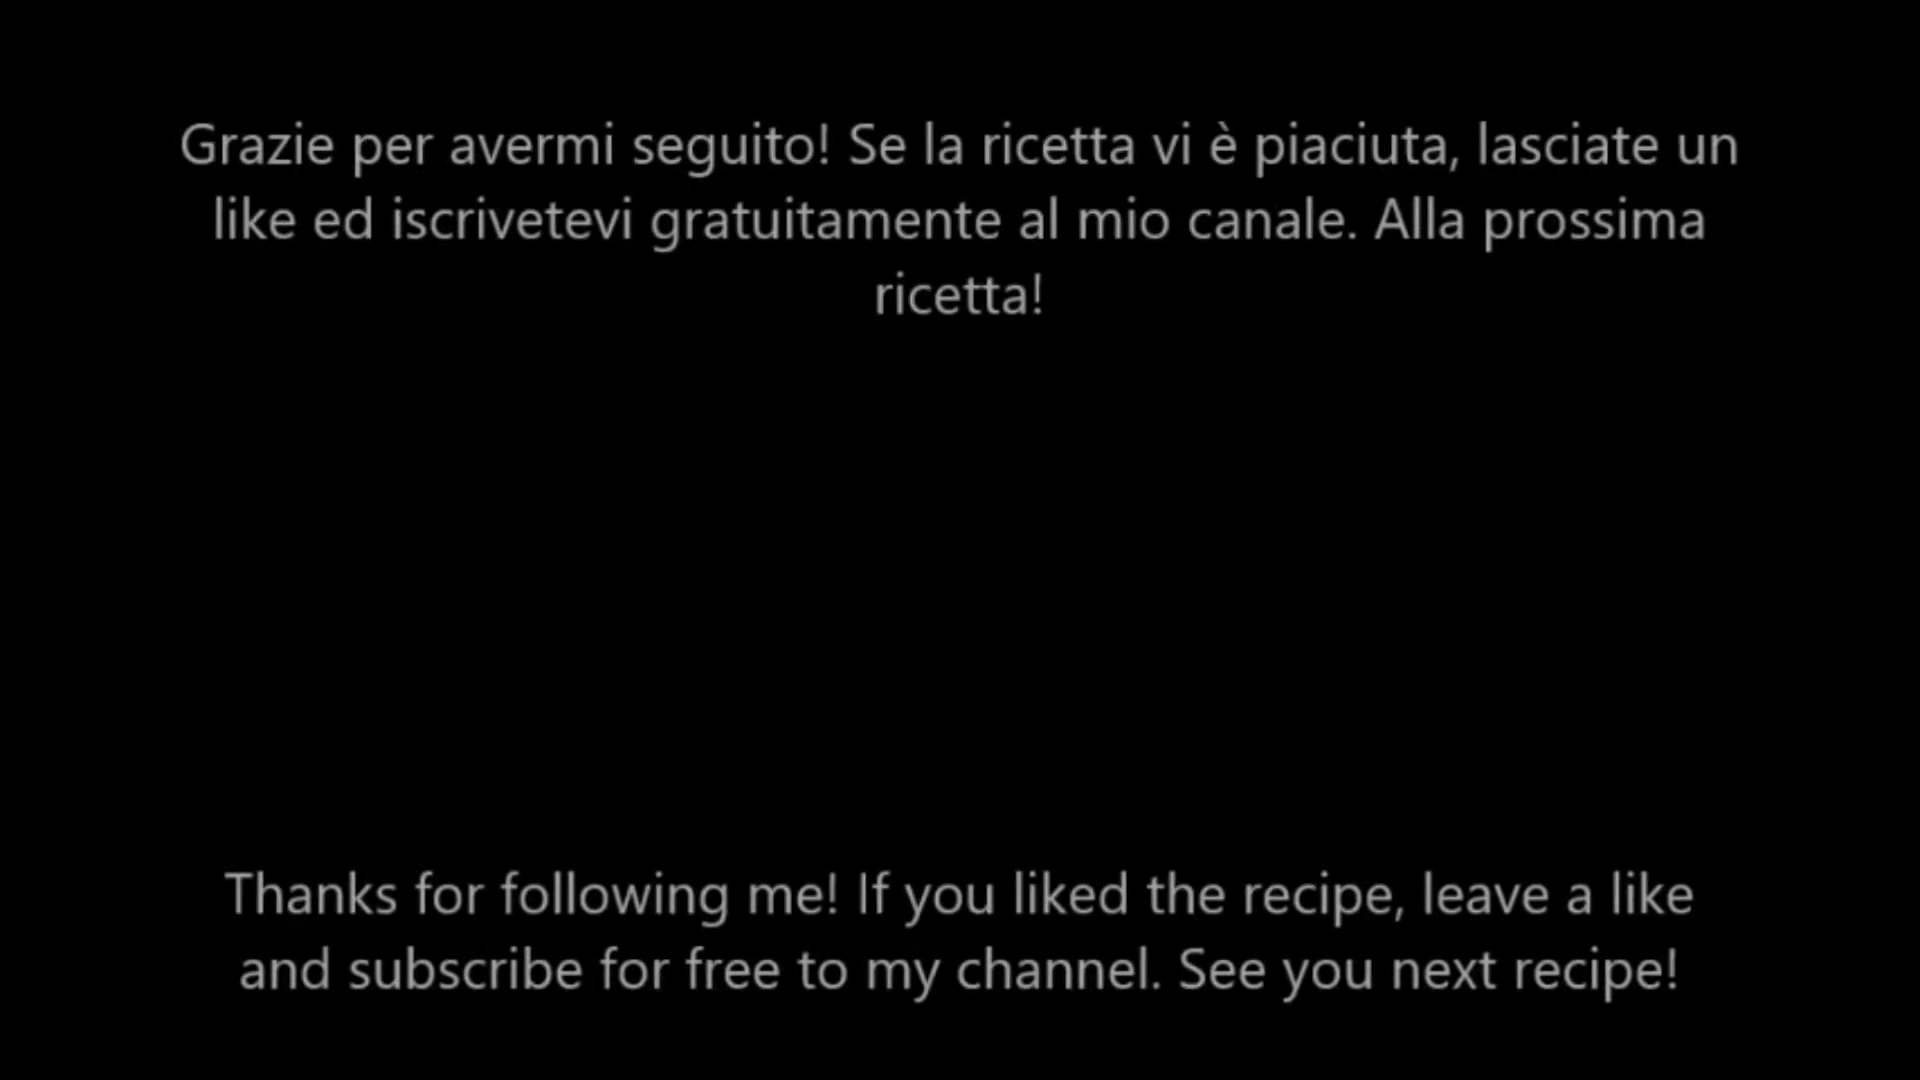 Grazie per avermi seguito! Se la ricetta vi è piaciuta, lasciate un
like ed iscrivetevi gratuitamente al mio canale. Alla prossima
ricetta!
Thanks for following me! If you liked the recipe, leave a like
and subscribe for free to my channel. See you next recipe!